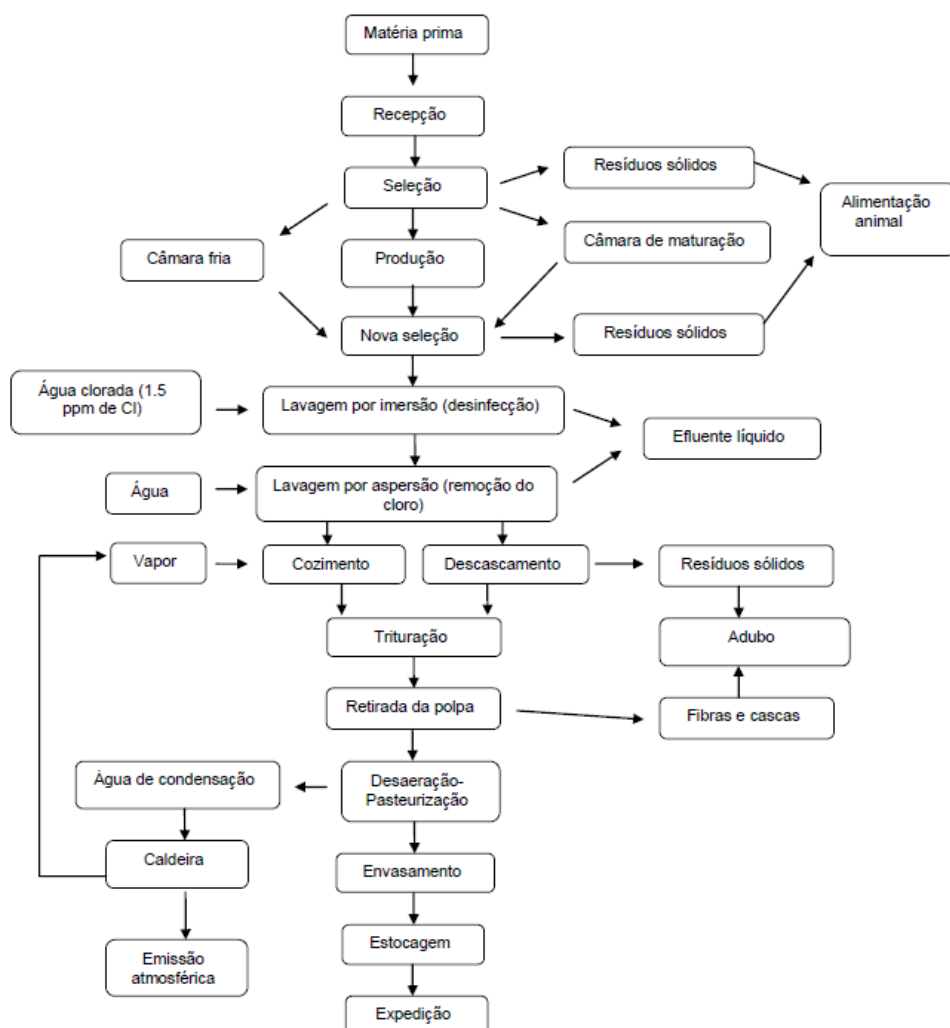 Matéria prima
Recepção
Seleção
Resíduos sólidos
Alimentação
animal
Câmara fria
Produção
Câmara de maturação
Nova seleção
Resíduos sólidos
Água clorada (1.5
ppm de Cl)
Lavagem por imersão (desinfecção)
Efluente líquido
Água
Lavagem por aspersão (remoção do
cloro)
Vapor
Cozimento
Descascamento
Resíduos sólidos
Trituração
Adubo
Retirada da polpa
Fibras e cascas
Água de condensação
Desaeração-
Pasteurização
Caldeira
Envasamento
Estocagem
Emissão
atmosférica
Expedição